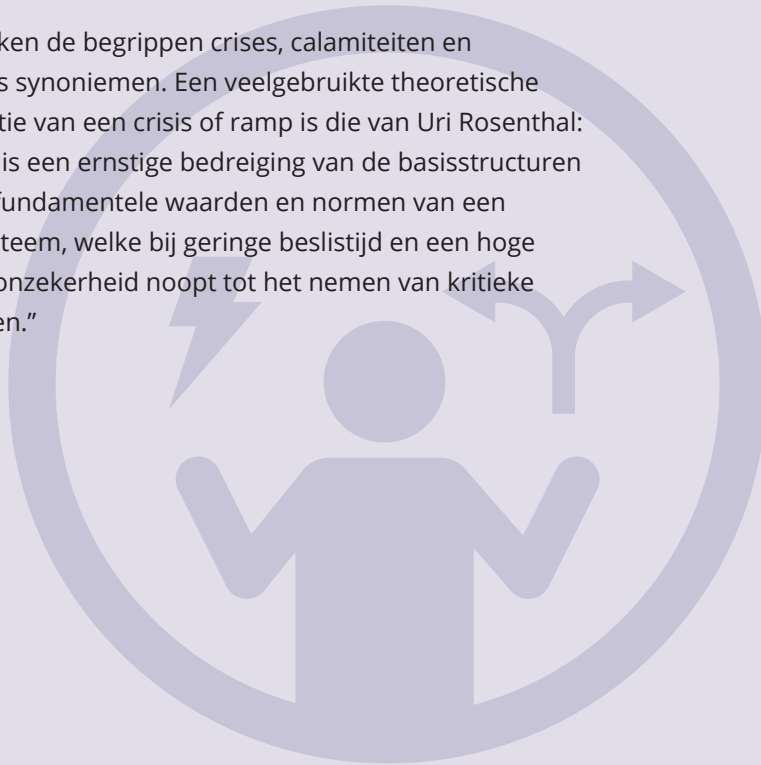 ken de begrippen crises, calamiteiten en
s synoniemen. Een veelgebruikte theoretische
tie van een crisis of ramp is die van Uri Rosenthal:
is een ernstige bedreiging van de basisstructuren
fundamentele waarden en normen van een
teem, welke bij geringe beslistijd en een hoge
onzekerheid noopt tot het nemen van kritieke
en.”